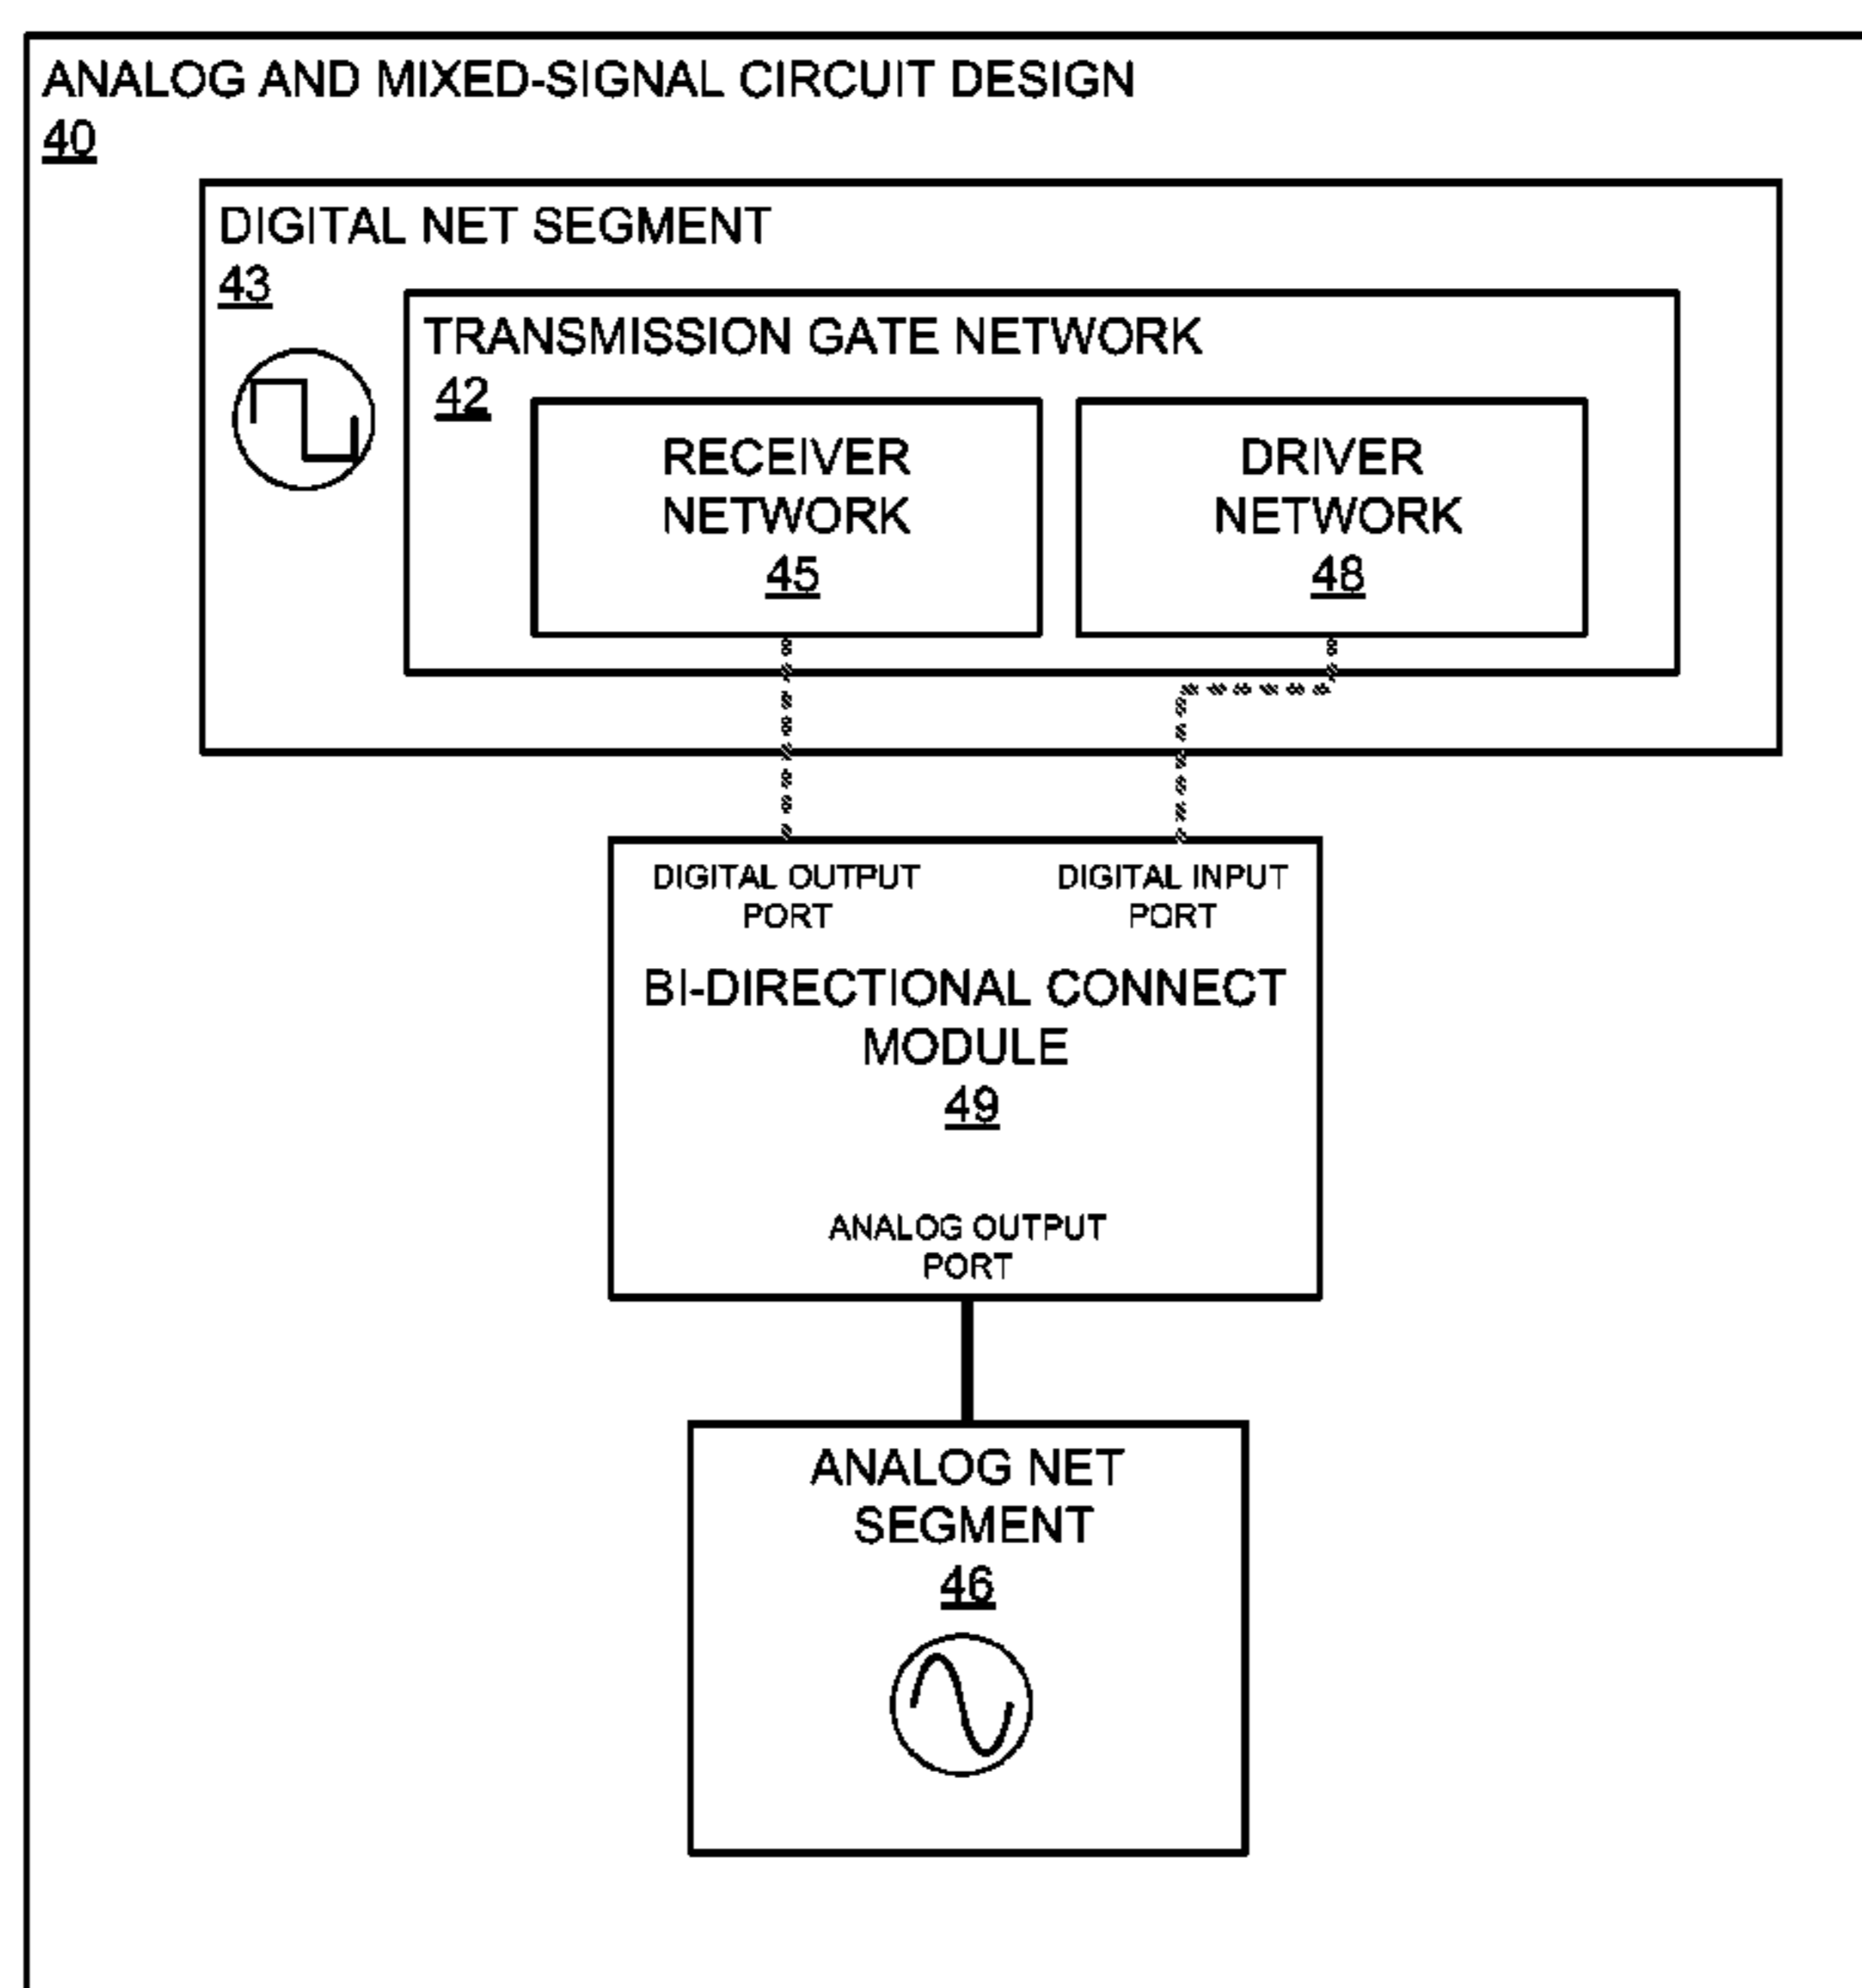 ANALOG AND MIXED-SIGNAL CIRCUIT DESIGN
40
DIGITAL NET SEGMENT
43
TRANSMISSION GATE NETWORK
42
RECEIVER
NETWORK
45
DRIVER
NETWORK
48
DIGITAL OUTPUT
PORT
DIGITAL INPUT
PORT
BI-DIRECTIONAL CONNECT
MODULE
49
ANALOG OUTPUT
PORT
ANALOG NET
SEGMENT
46